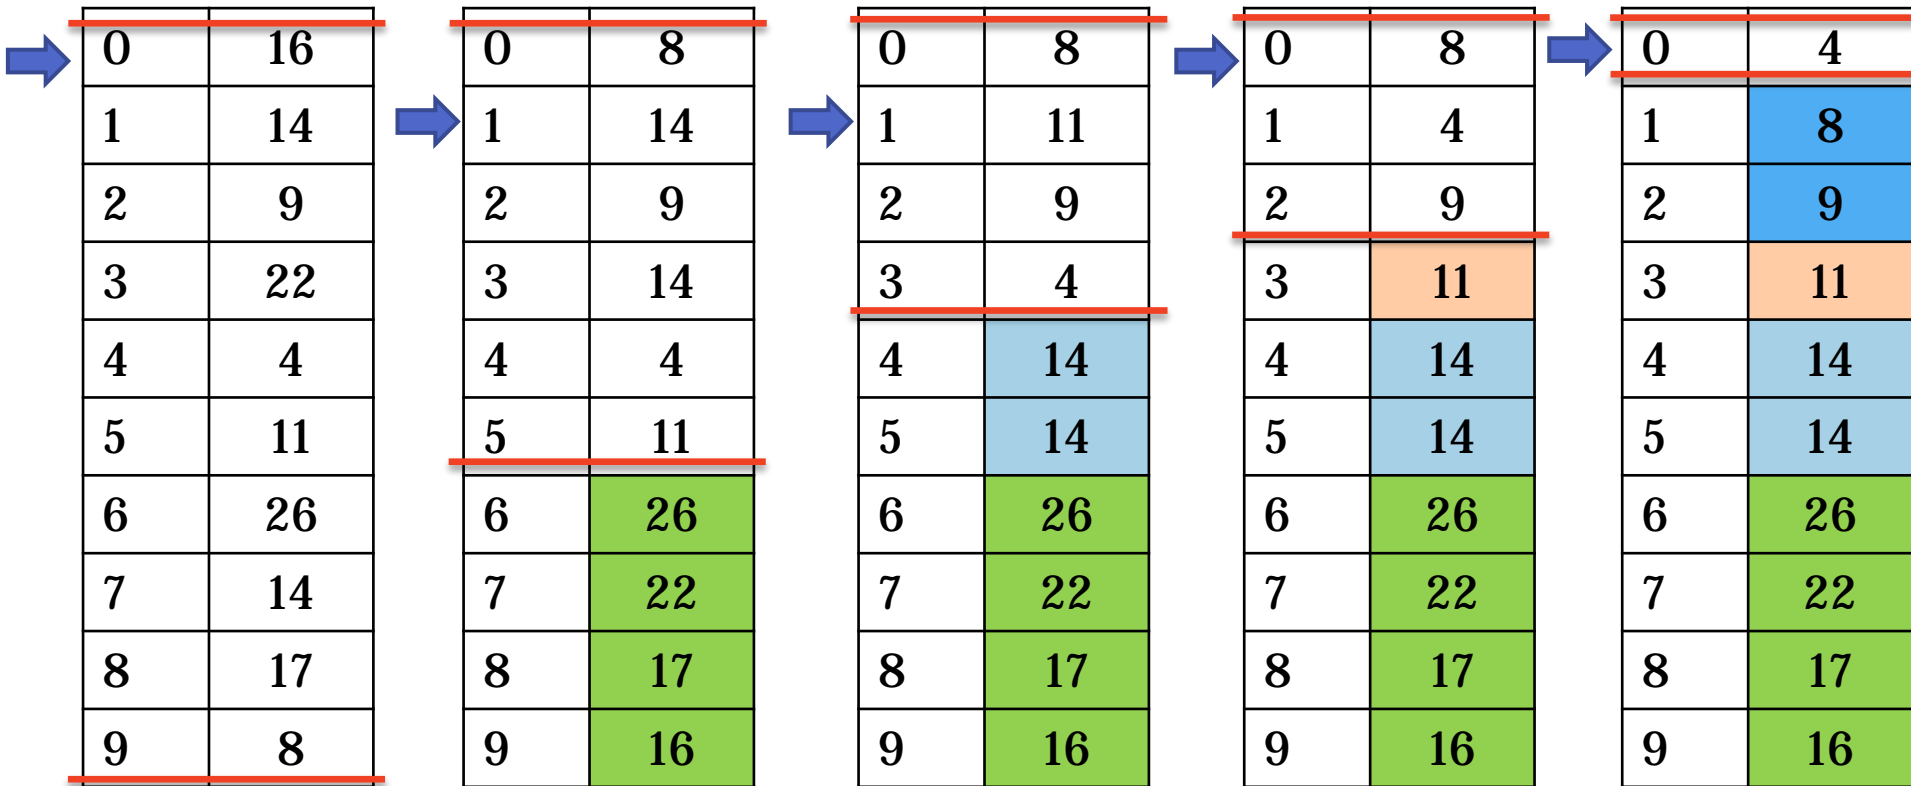 0 16 0 8 0 8 0 8 0 4
1 14 1 14 1 11 1 4 1 8
2 9 2 9 2 9 2 9 2 9
3 22 3 14 3 4 3 11 3 11
4 4 4 4 4 14 4 14 4 14
5 11 5 11 5 14 5 14 5 14
6 26 6 26 6 26 6 26 6 26
7 14 7 22 7 22 7 22 7 22
8 17 8 17 8 17 8 17 8 17
9 8 9 16 9 16 9 16 9 16